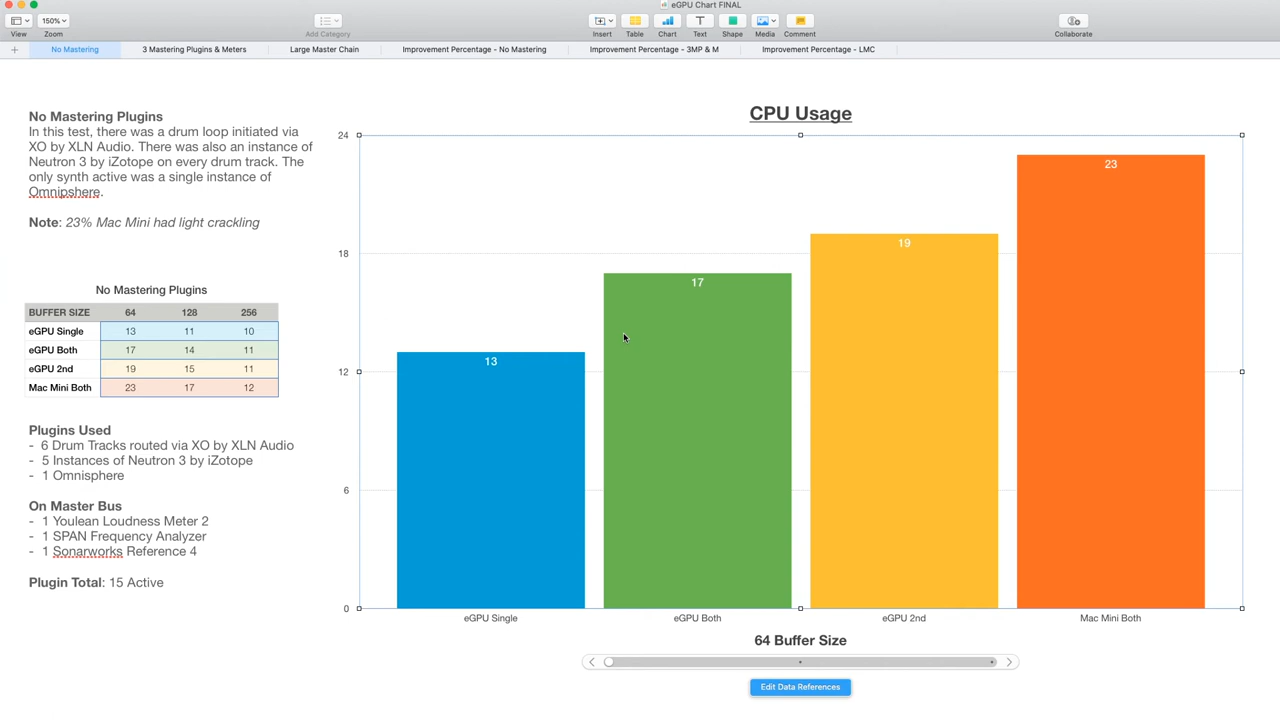 eGPU Chart FINAL
150%
View
Zoom
Add Category
Insert
Table
Chart
Text
Shape
Media
Comment
Collaborate
No Mastering
3 Mastering Plugins & Meters
Large Master Chain
Improvement Percentage - No Mastering
Improvement Percentage - 3MP & M
Improvement Percentage - LMC
No Mastering Plugins
In this test, there was a drum loop initiated via
XO by XLN Audio. There was also an instance of
Neutron 3 by iZotope on every drum track. The
only synth active was a single instance of
Omnipshere.
Note: 23% Mac Mini had light crackling
No Mastering Plugins
BUFFER SIZE 64 128 256
eGPU Single 13 11 10
eGPU Both 17 14 11
eGPU 2nd 19 15 11
Mac Mini Both 23 17 12
Plugins Used
- 6 Drum Tracks routed via XO by XLN Audio
- 5 Instances of Neutron 3 by iZotope
- 1 Omnisphere
On Master Bus
- 1 Youlean Loudness Meter 2
- 1 SPAN Frequency Analyzer
- 1 Sonarworks Reference 4
Plugin Total: 15 Active
CPU Usage
24
18
12
6
0
13
17
19
23
eGPU Single
eGPU Both
eGPU 2nd
Mac Mini Both
64 Buffer Size
Edit Data References